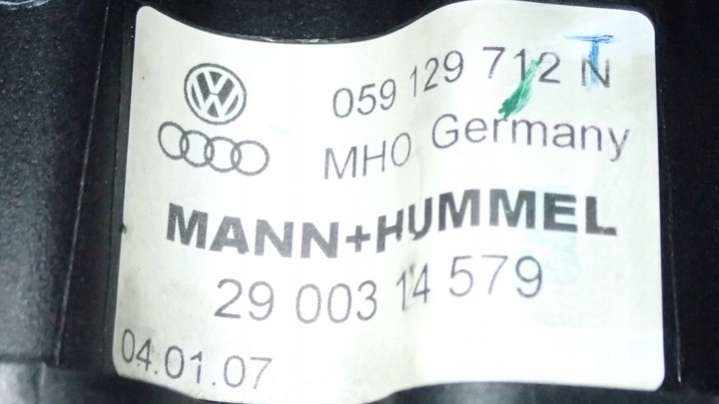 059 129 712 N
MHO Germany
MANN+HUMMEL
29 003 14 579
04.01.07